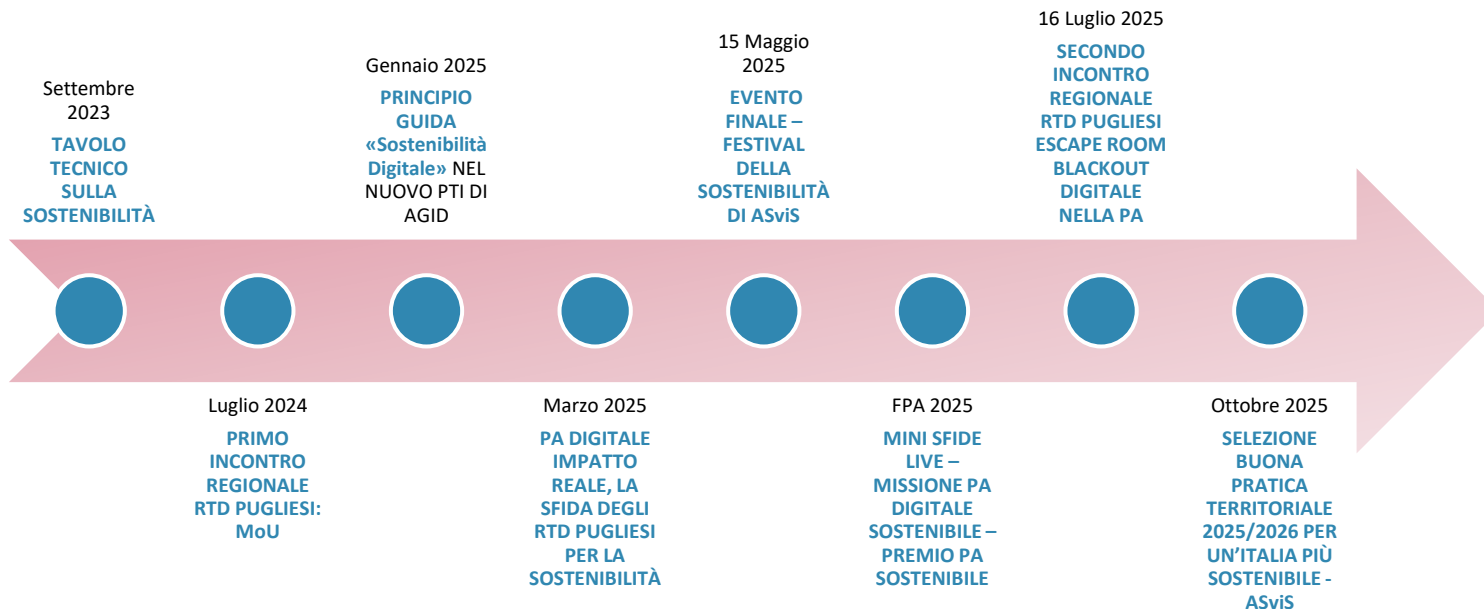 Settembre
2023
TAVOLO
TECNICO
SULLA
SOSTENIBILITÀ
Luglio 2024
PRIMO
INCONTRO
REGIONALE
RTD PUGLIESI:
MoU
Gennaio 2025
PRINCIPIO
GUIDA
«Sostenibilità
Digitale» NEL
NUOVO PTI DI
AGID
Marzo 2025
PA DIGITALE
IMPATTO
REALE, LA
SFIDA DEGLI
RTD PUGLIESI
PER LA
SOSTENIBILITÀ
15 Maggio
2025
EVENTO
FINALE –
FESTIVAL
DELLA
SOSTENIBILITÀ
DI ASviS
FPA 2025
MINI SFIDE
LIVE –
MISSIONE PA
DIGITALE
SOSTENIBILE –
PREMIO PA
SOSTENIBILE
16 Luglio 2025
SECONDO
INCONTRO
REGIONALE
RTD PUGLIESI
ESCAPE ROOM
BLACKOUT
DIGITALE
NELLA PA
Ottobre 2025
SELEZIONE
BUONA
PRATICA
TERRITORIALE
2025/2026 PER
UN’ITALIA PIÙ
SOSTENIBILE -
ASviS